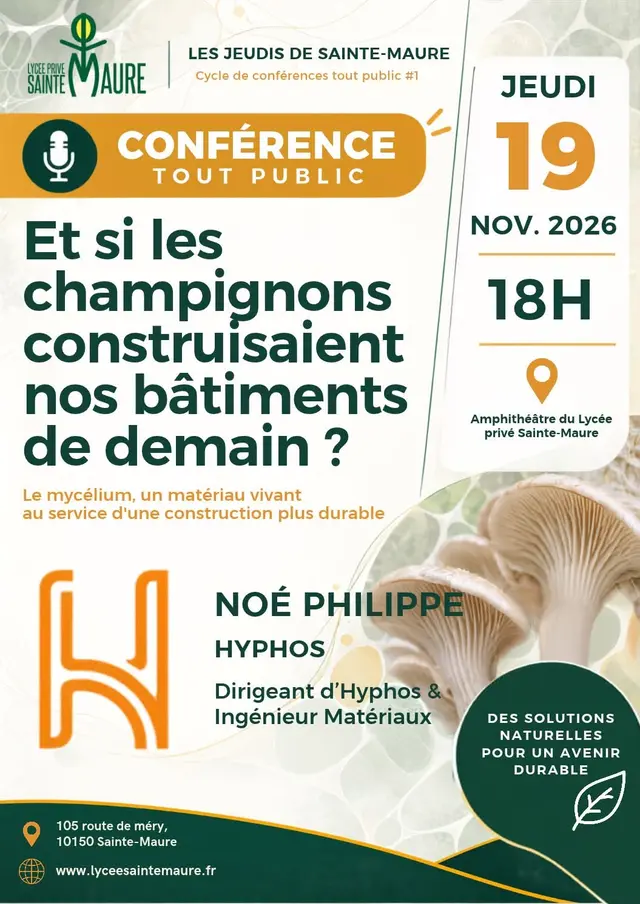 LYCÉE PRIVÉ
SAINTE MAURE
LES JEUDIS DE SAINTE-MAURE
Cycle de conférences tout public #1
JEUDI
19
NOV. 2026
18H
Amphithéâtre du Lycée
privé Sainte-Maure
CONFÉRENCE
TOUT PUBLIC
Et si les
champignons
construisaient
nos bâtiments
de demain ?
Le mycélium, un matériau vivant
au service d'une construction plus durable
NOÉ PHILIPPE
HYPHOS
Dirigeant d’Hyphos &
Ingénieur Matériaux
DES SOLUTIONS
NATURELLES
POUR UN AVENIR
DURABLE
105 route de méry,
10150 Sainte-Maure
www.lyceesaintemaure.fr